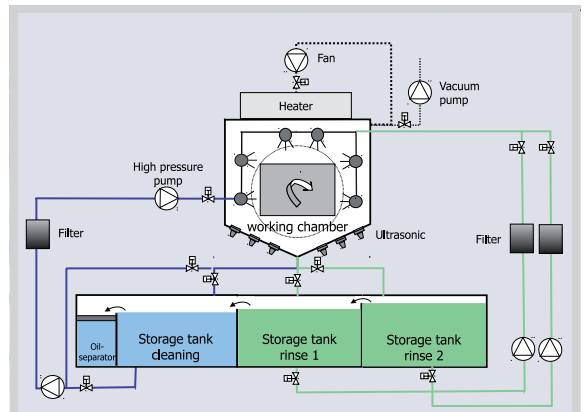 Fan
Vacuum
pump
Heater
High pressure
pump
working chamber
Filter
Ultrasonic
Filter
Oil-
separator
Storage tank
cleaning
Storage tank
rinse 1
Storage tank
rinse 2